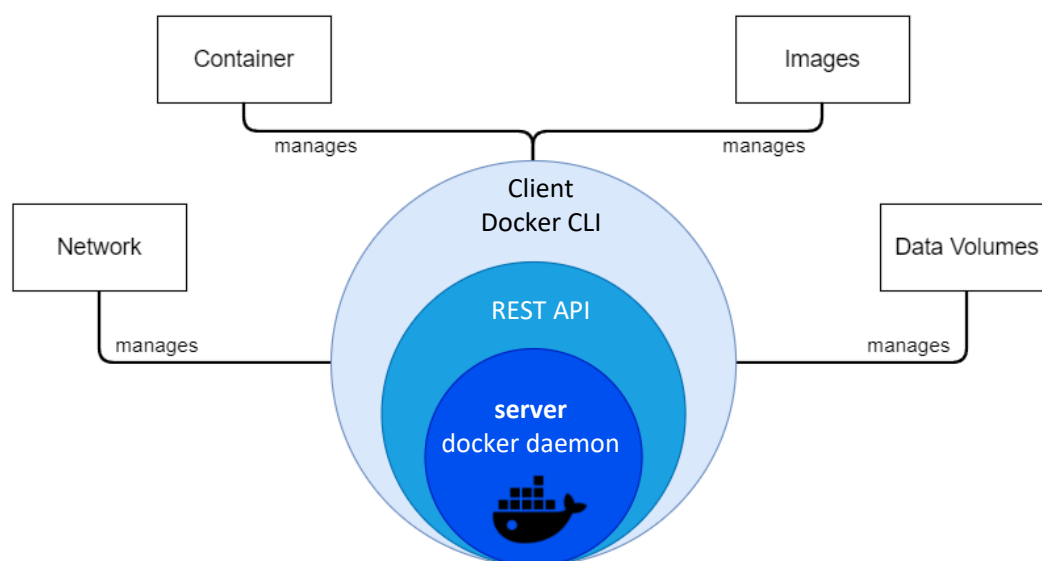 Container
Images
manages
manages
Client
Docker CLI
Network
Data Volumes
REST API
manages
manages
server
docker daemon